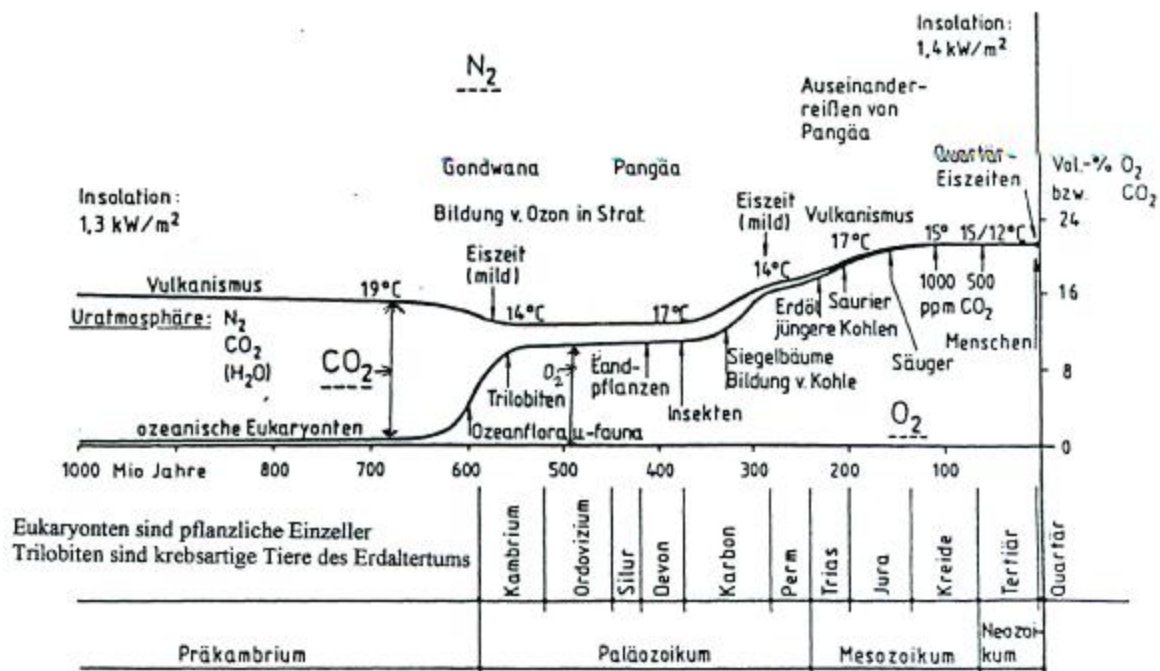 Insolation:
1,4 kW/m²
N₂
Auseinander-
reißen von
Pangäa
Gondwana
Pangäa
Quartär-
Eiszeiten
Vol.-% O₂
bzw. CO₂
Insolation:
1,3 kW/m²
Bildung v. Ozon in Strat.
Eiszeit
(mild)
Eiszeit
(mild)
Vulkanismus
24
Vulkanismus
19°C
14°C
17°C
14°C
17°C
15°
15/12°C
1000
500
ppm CO₂
16
Uratmosphäre:
N₂
CO₂
(H₂O)
CO₂
O₂
Trilobiten
Land-
pflanzen
Insekten
Siegelbäume
Bildung v. Kohle
Erdöl
jüngere Kohlen
Saurier
Säuger
Menschen
8
ozeanische Eukaryonten
Ozeanflora u.-fauna
O₂
0
1000 Mio Jahre
800
700
600
500
400
300
200
100
Eukaryonten sind pflanzliche Einzeller
Trilobiten sind krebsartige Tiere des Erdaltertums
Kambrium
Ordovizium
Silur
Devon
Karbon
Perm
Trias
Jura
Kreide
Tertiär
Quartär
Präkambrium
Paläozoikum
Mesozoikum
Neozoi-
kum